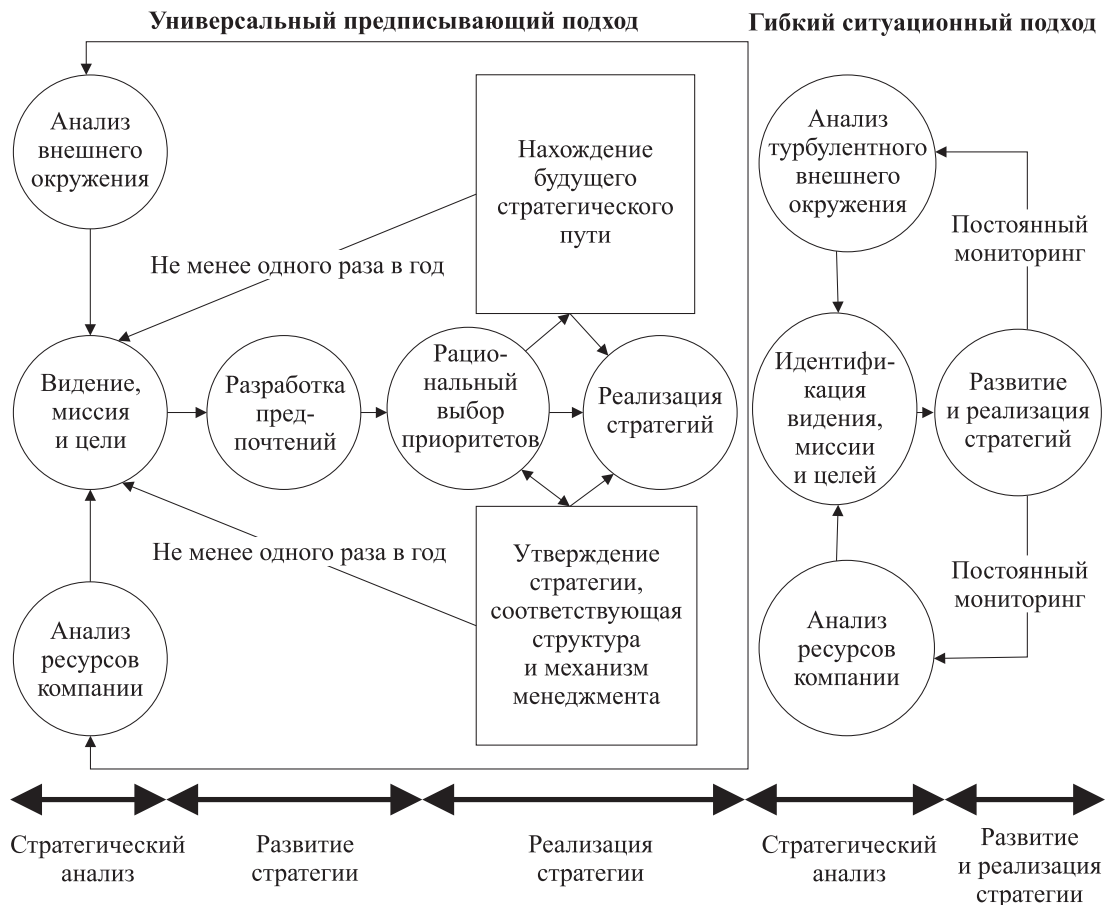 Универсальный предписывающий подход
Гибкий ситуационный подход
Анализ
внешнего
окружения
Нахождение
будущего
стратегического
пути
Не менее одного раза в год
Видение,
миссия
и цели
Разработка
пред-
почтений
Рацио-
нальный
выбор
приоритетов
Реализация
стратегий
Не менее одного раза в год
Утверждение
стратегии,
соответствующая
структура
и механизм
менеджмента
Анализ
ресурсов
компании
Анализ
турбулентного
внешнего
окружения
Постоянный
мониторинг
Идентифи-
кация
видения,
миссии
и целей
Развитие
и реализация
стратегий
Постоянный
мониторинг
Анализ
ресурсов
компании
Стратегический
анализ
Развитие
стратегии
Реализация
стратегии
Стратегический
анализ
Развитие
и реализация
стратегии